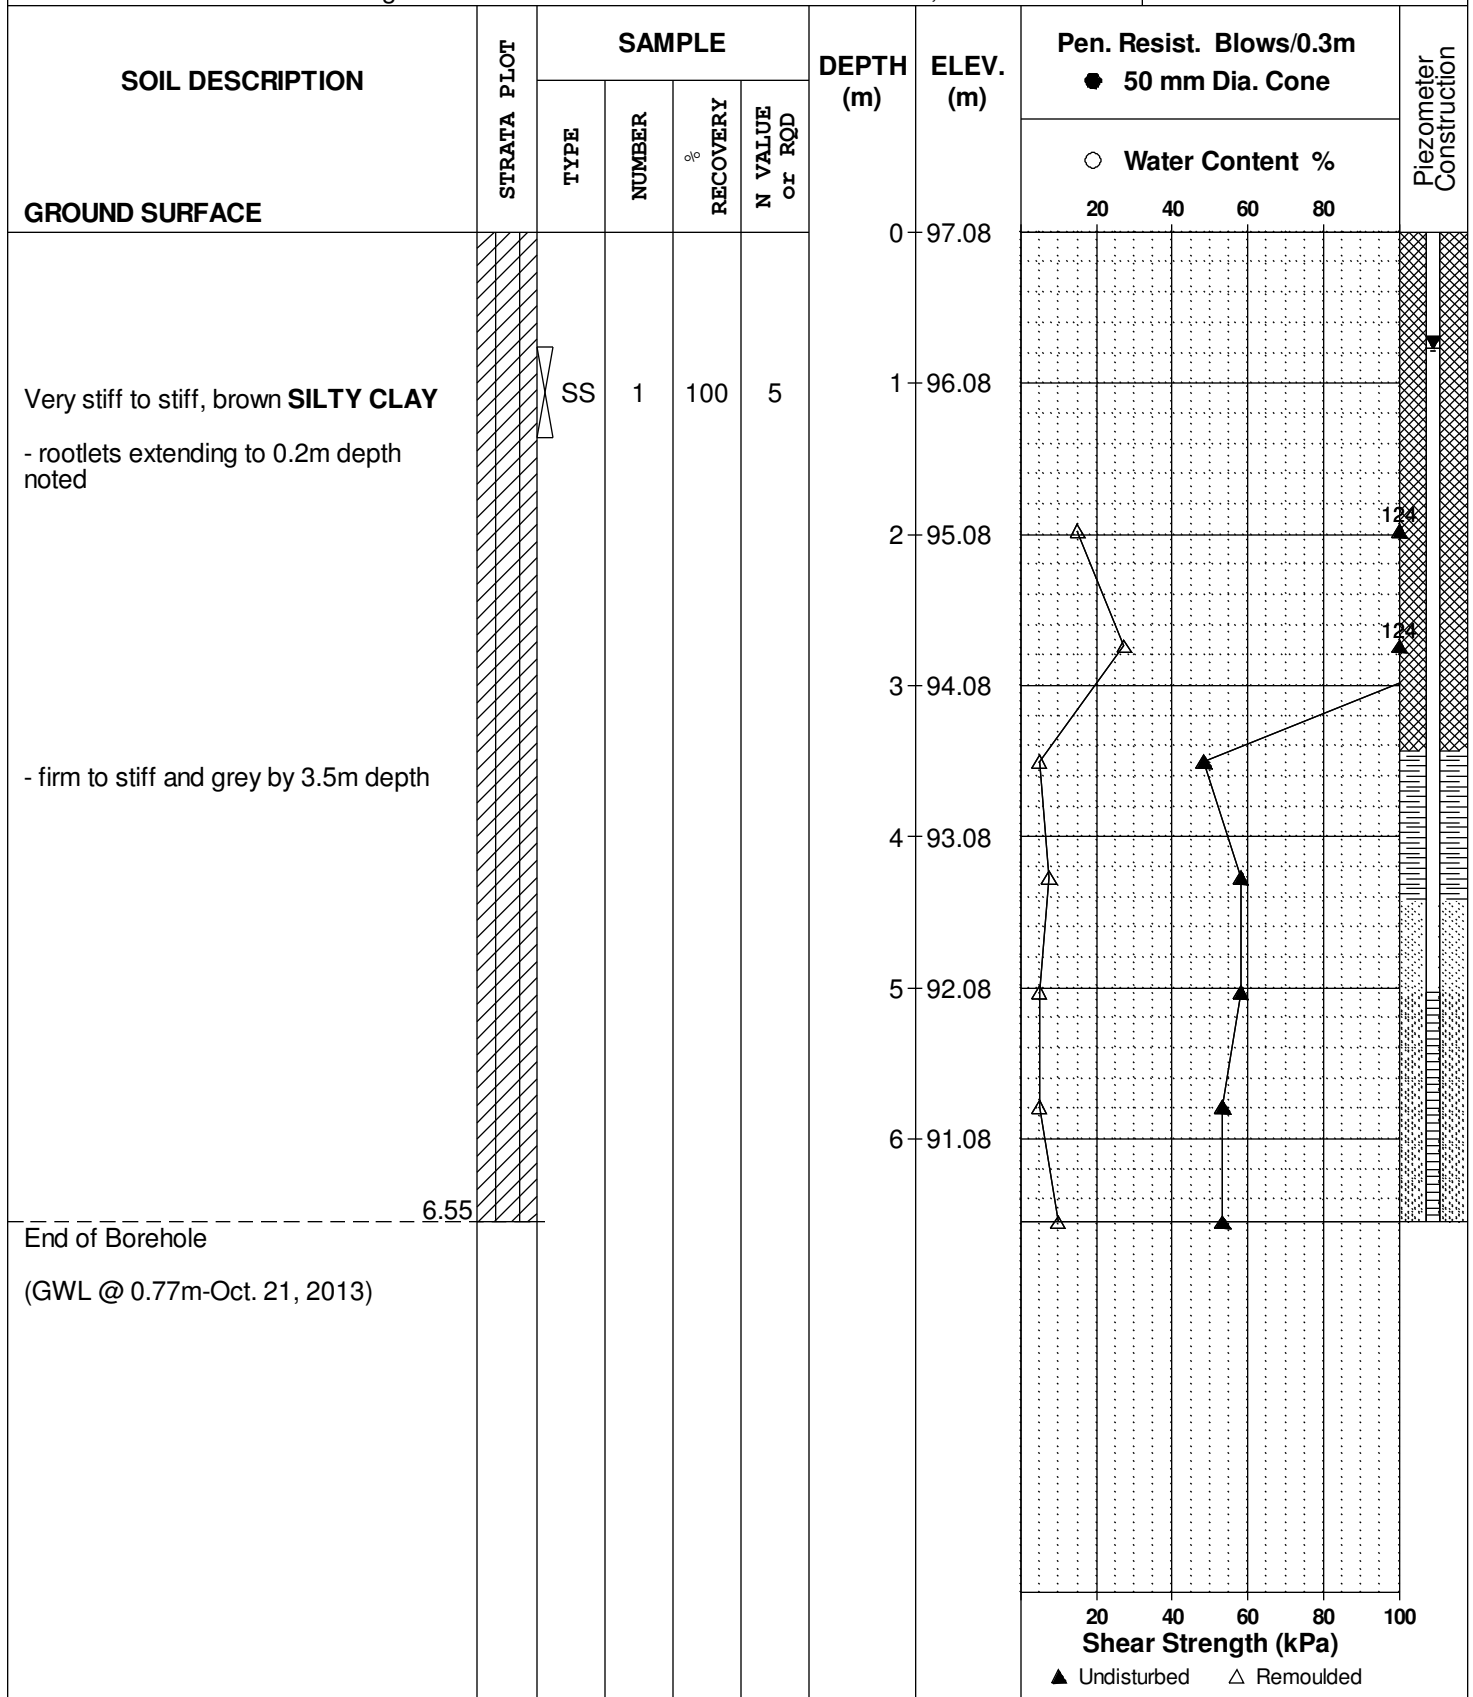 SOIL DESCRIPTION
GROUND SURFACE
STRATA PLOT
SAMPLE
TYPE
NUMBER
%
RECOVERY
N VALUE
or RQD
DEPTH
(m)
ELEV.
(m)
Pen. Resist. Blows/0.3m
● 50 mm Dia. Cone
○ Water Content %
20 40 60 80
Piezometer
Construction
0 97.08
Very stiff to stiff, brown SILTY CLAY
SS 1 100 5
1 96.08
- rootlets extending to 0.2m depth
noted
124
2 95.08
124
3 94.08
- firm to stiff and grey by 3.5m depth
4 93.08
5 92.08
6 91.08
6.55
End of Borehole
(GWL @ 0.77m-Oct. 21, 2013)
20 40 60 80 100
Shear Strength (kPa)
▲ Undisturbed △ Remoulded